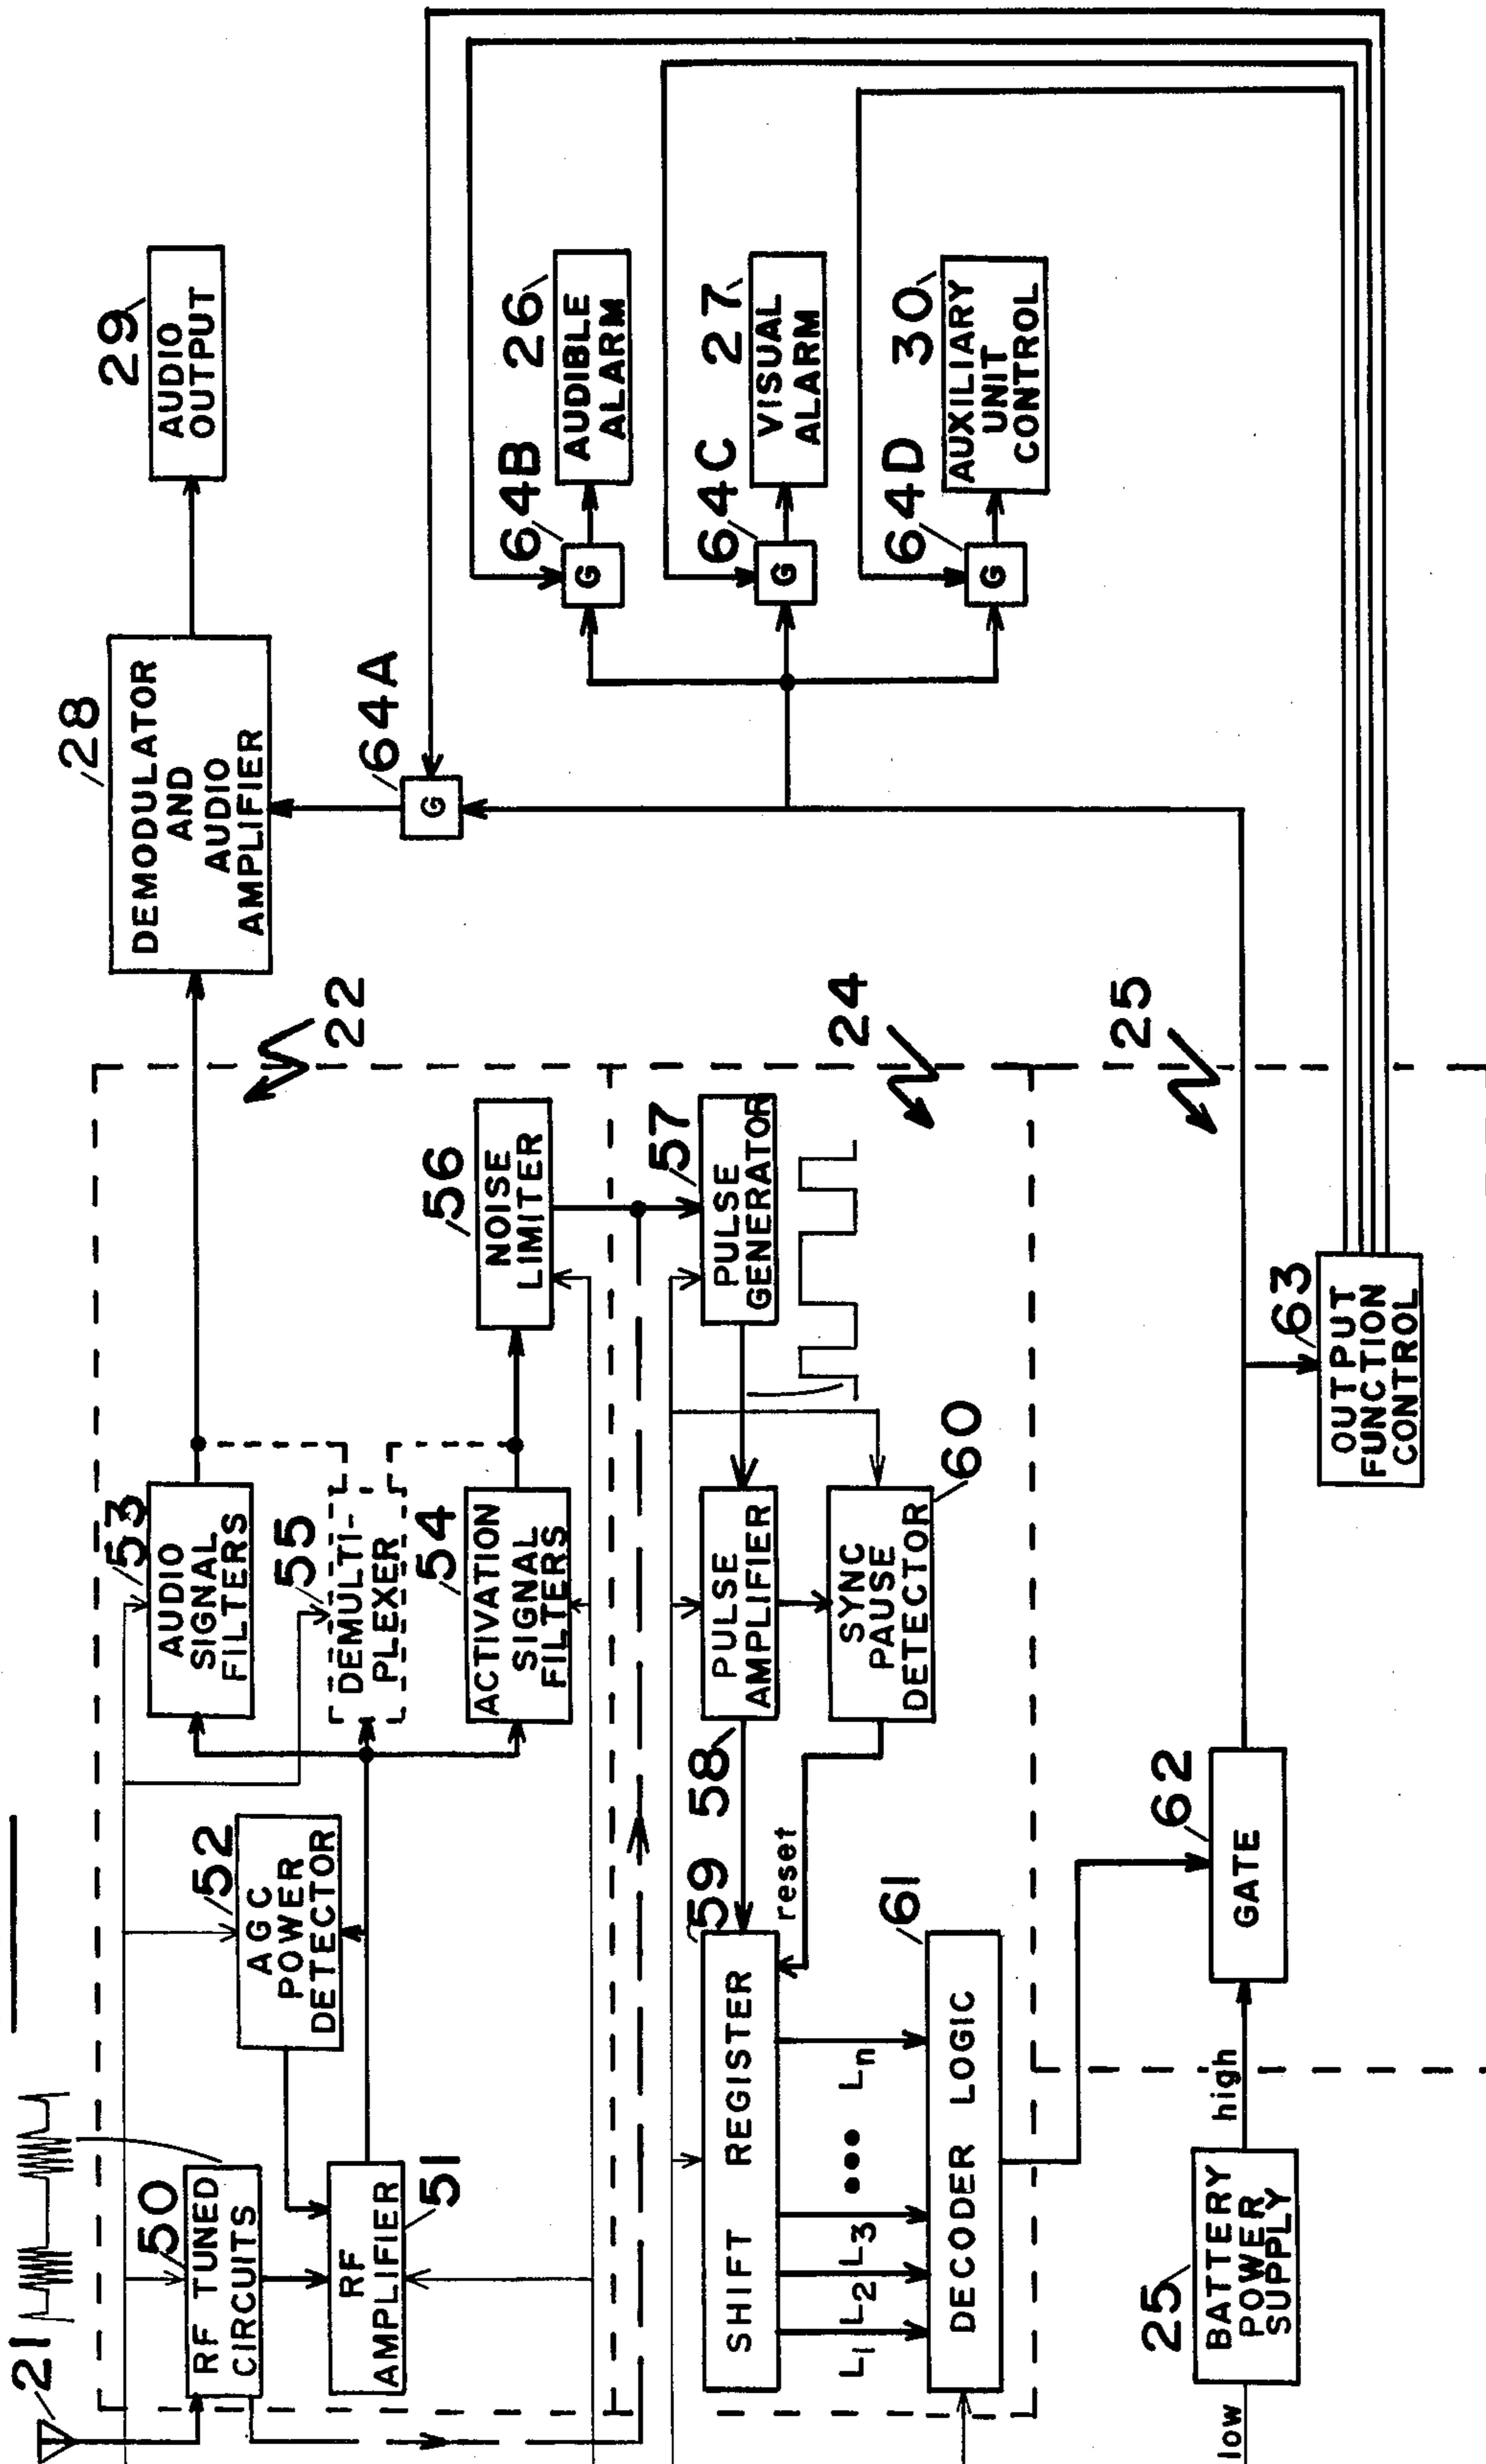 21
50
RF TUNED
CIRCUITS
RF
AMPLIFIER
51
52
AGC
POWER
DETECTOR
53
AUDIO
SIGNAL
FILTERS
55
DEMULTI-
PLEXER
54
ACTIVATION
SIGNAL
FILTERS
56
NOISE
LIMITER
22
28
DEMODULATOR
AND
AUDIO
AMPLIFIER
29
AUDIO
OUTPUT
64A
G
64B
G
26
AUDIBLE
ALARM
64C
G
27
VISUAL
ALARM
64D
G
30
AUXILIARY
UNIT
CONTROL
57
PULSE
GENERATOR
24
58
PULSE
AMPLIFIER
60
SYNC
PAUSE
DETECTOR
59
SHIFT REGISTER
reset
L1 L2 L3 ••• Ln
61
DECODER LOGIC
25
62
GATE
63
OUTPUT
FUNCTION
CONTROL
25
BATTERY
POWER
SUPPLY
low
high